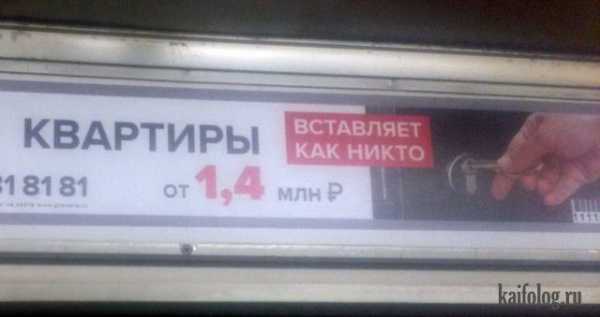 КВАРТИРЫ
ВСТАВЛЯЕТ
КАК НИКТО
81 81 81
от 1,4 млн ₽
kaifolog.ru